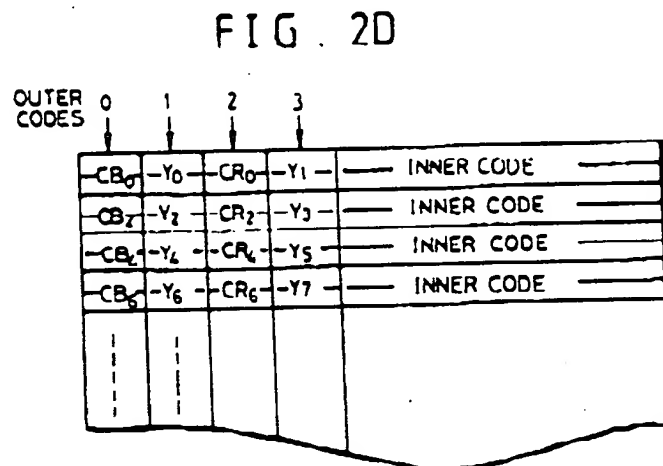 FIG. 2D
OUTER CODES 0 1 2 3
CB0 Y0 CR0 Y1 INNER CODE
CB2 Y2 CR2 Y3 INNER CODE
CB4 Y4 CR4 Y5 INNER CODE
CB6 Y6 CR6 Y7 INNER CODE